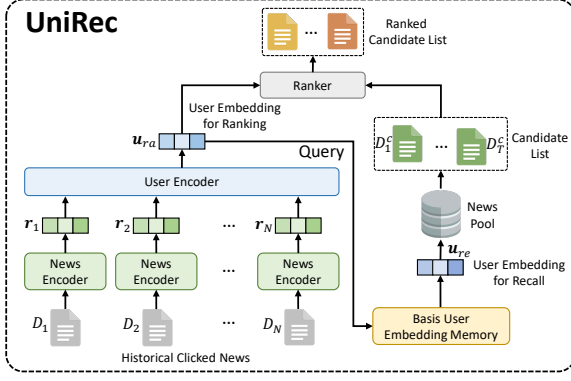 UniRec
Ranked
Candidate List
...
Ranker
User Embedding
for Ranking
u_ra
Query
D_1^c
...
D_T^c
Candidate
List
User Encoder
News
Pool
r_1
r_2
...
r_N
u_re
User Embedding
for Recall
News
Encoder
News
Encoder
...
News
Encoder
D_1
D_2
...
D_N
Basis User
Embedding Memory
Historical Clicked News